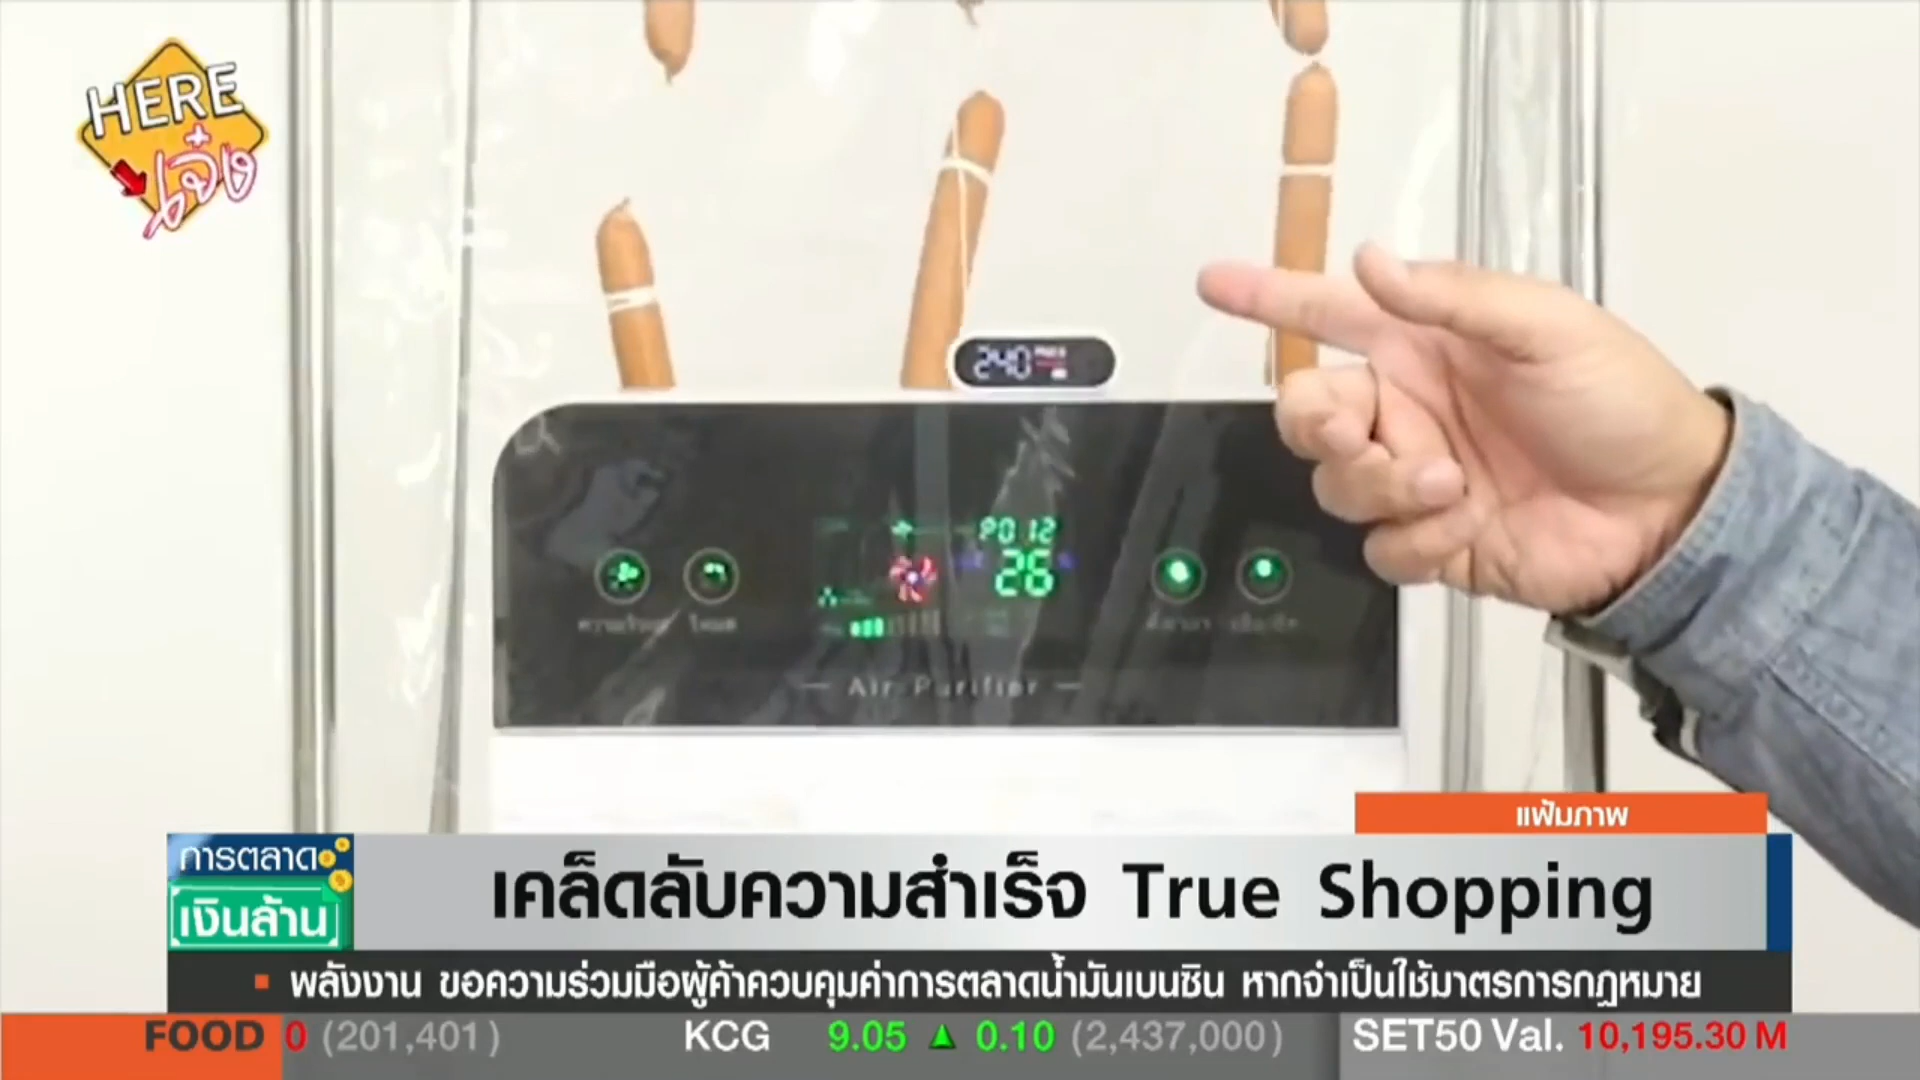 HERE
+
เจ๋ง
240
P012
26
Air Purifier
แฟ้มภาพ
การตลาด
เงินล้าน
เคล็ดลับความสำเร็จ True Shopping
พลังงาน ขอความร่วมมือผู้ค้าควบคุมค่าการตลาดน้ำมันเบนซิน หากจำเป็นใช้มาตรการกฎหมาย
FOOD 0 (201,401) KCG 9.05 ▲ 0.10 (2,437,000) SET50 Val. 10,195.30 M